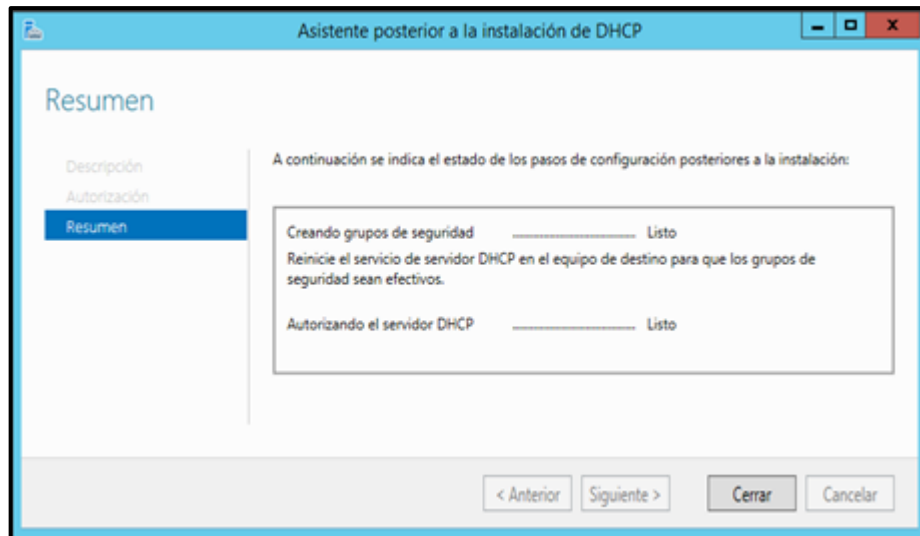 Asistente posterior a la instalación de DHCP
Resumen
Descripción
Autorización
Resumen
A continuación se indica el estado de los pasos de configuración posteriores a la instalación:
Creando grupos de seguridad ........................................ Listo
Reinicie el servicio de servidor DHCP en el equipo de destino para que los grupos de
seguridad sean efectivos.
Autorizando el servidor DHCP ........................................ Listo
< Anterior Siguiente > Cerrar Cancelar